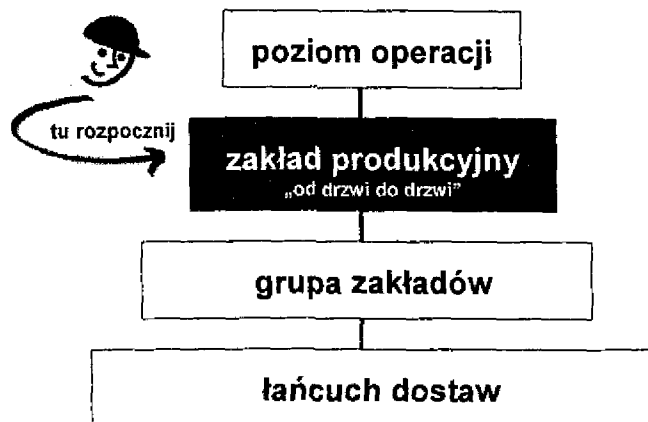 poziom operacji
tu rozpocznij
zakład produkcyjny
„od drzwi do drzwi”
grupa zakładów
łańcuch dostaw